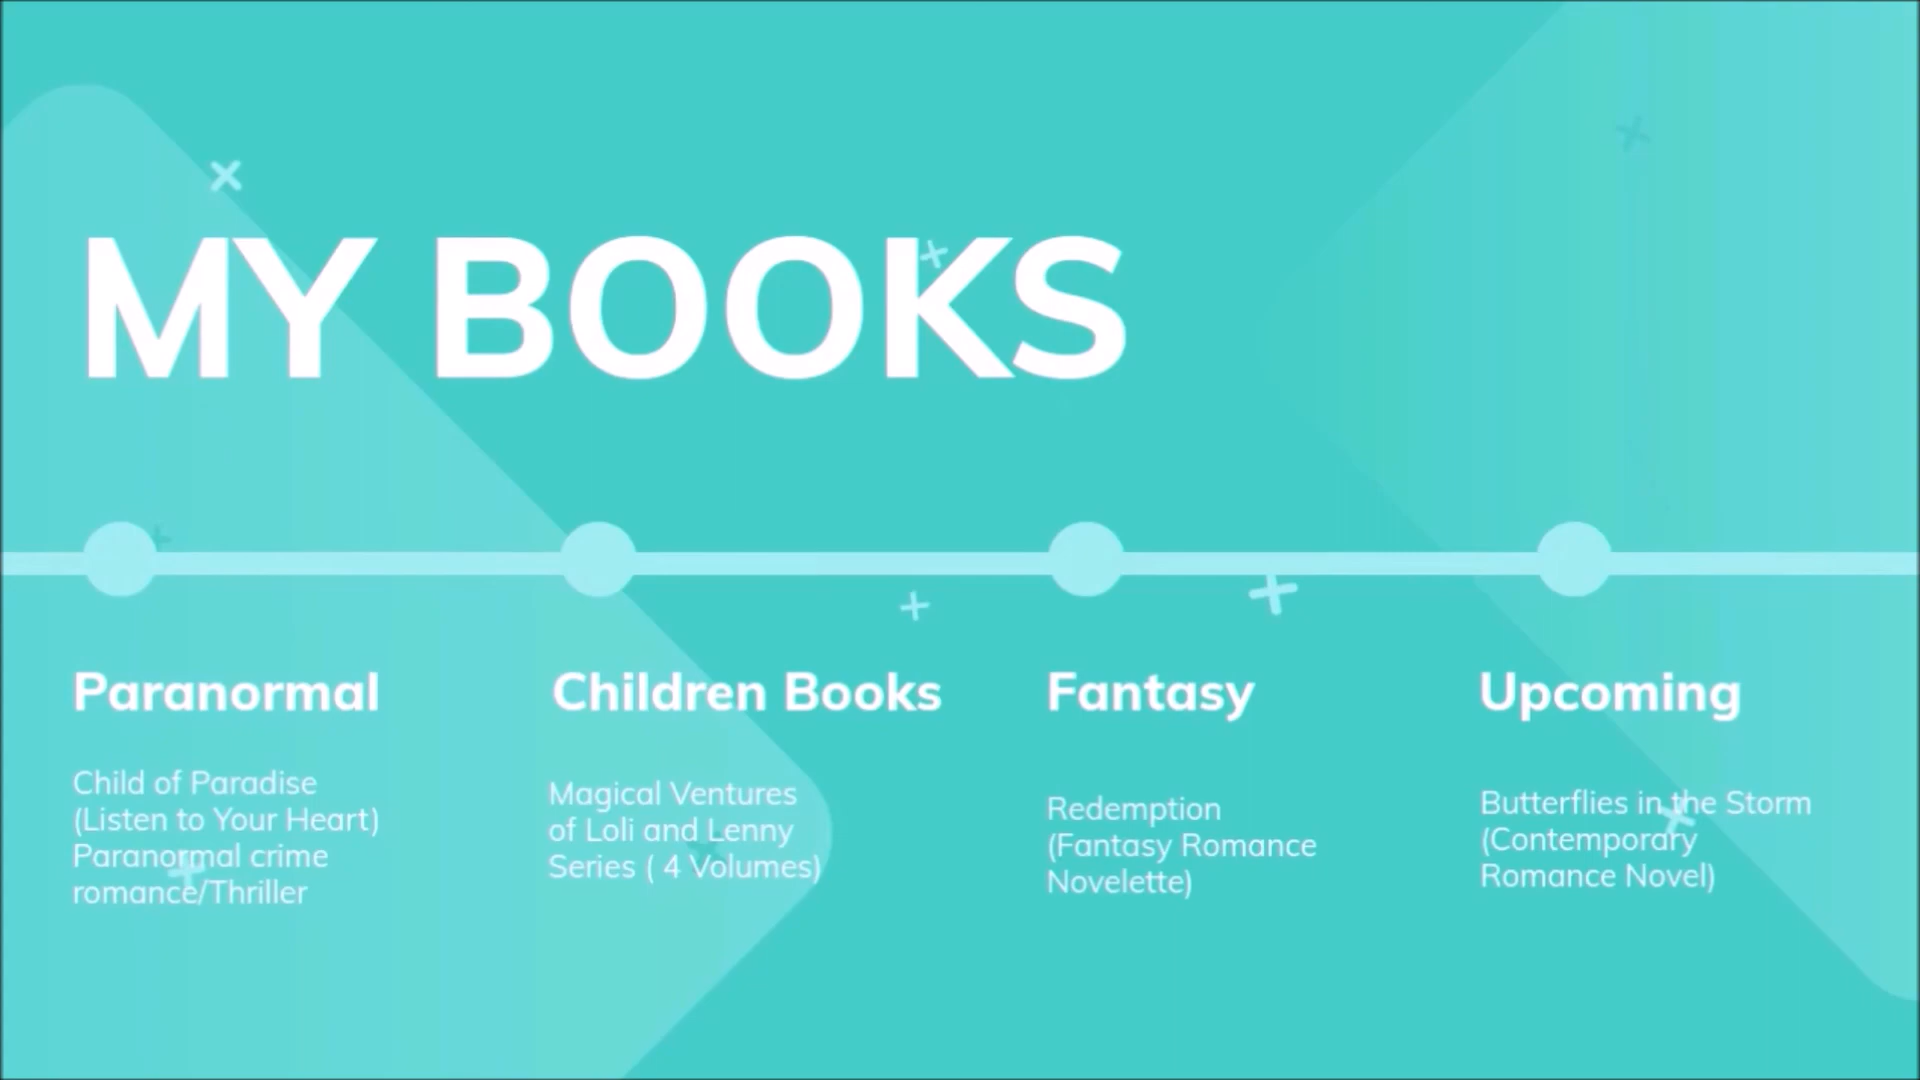 MY BOOKS
Paranormal
Child of Paradise
(Listen to Your Heart)
Paranormal crime
romance/Thriller
Children Books
Magical Ventures
of Loli and Lenny
Series ( 4 Volumes)
Fantasy
Redemption
(Fantasy Romance
Novelette)
Upcoming
Butterflies in the Storm
(Contemporary
Romance Novel)